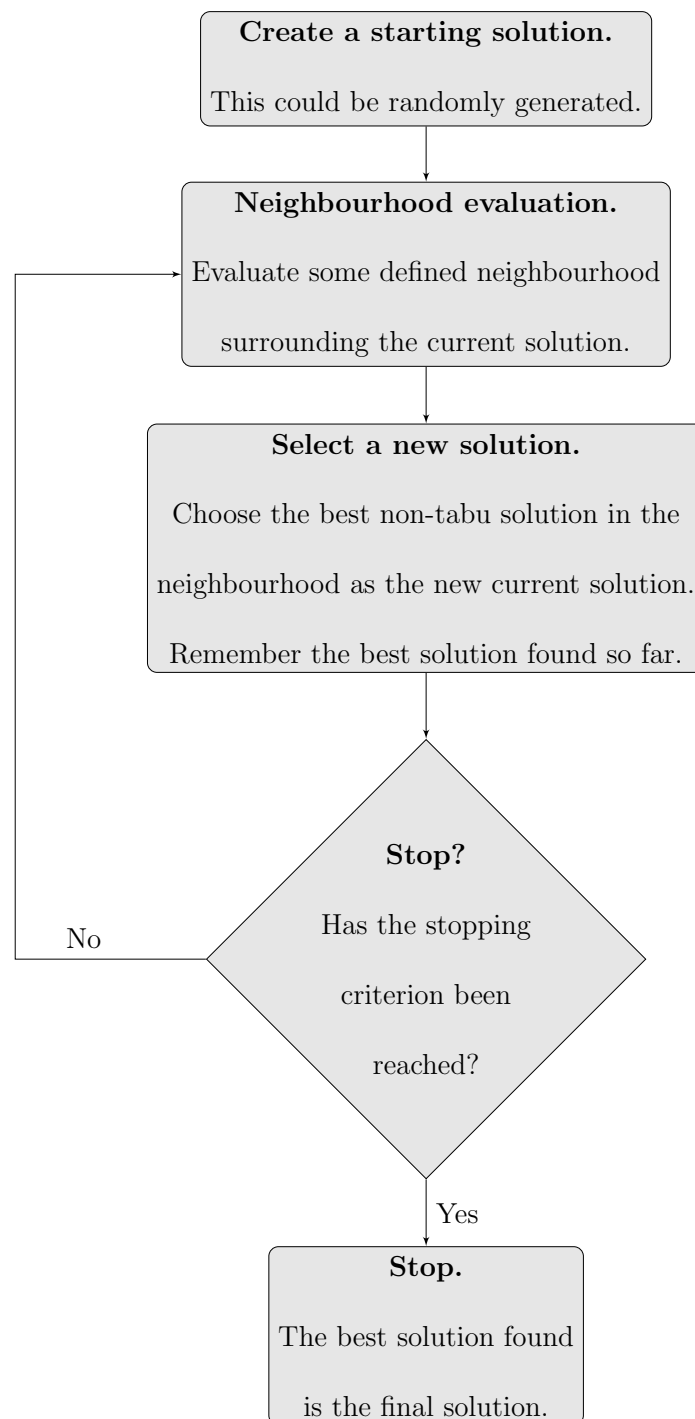 Create a starting solution.
This could be randomly generated.
Neighbourhood evaluation.
Evaluate some defined neighbourhood
surrounding the current solution.
Select a new solution.
Choose the best non-tabu solution in the
neighbourhood as the new current solution.
Remember the best solution found so far.
Stop?
Has the stopping
criterion been
reached?
No
Yes
Stop.
The best solution found
is the final solution.